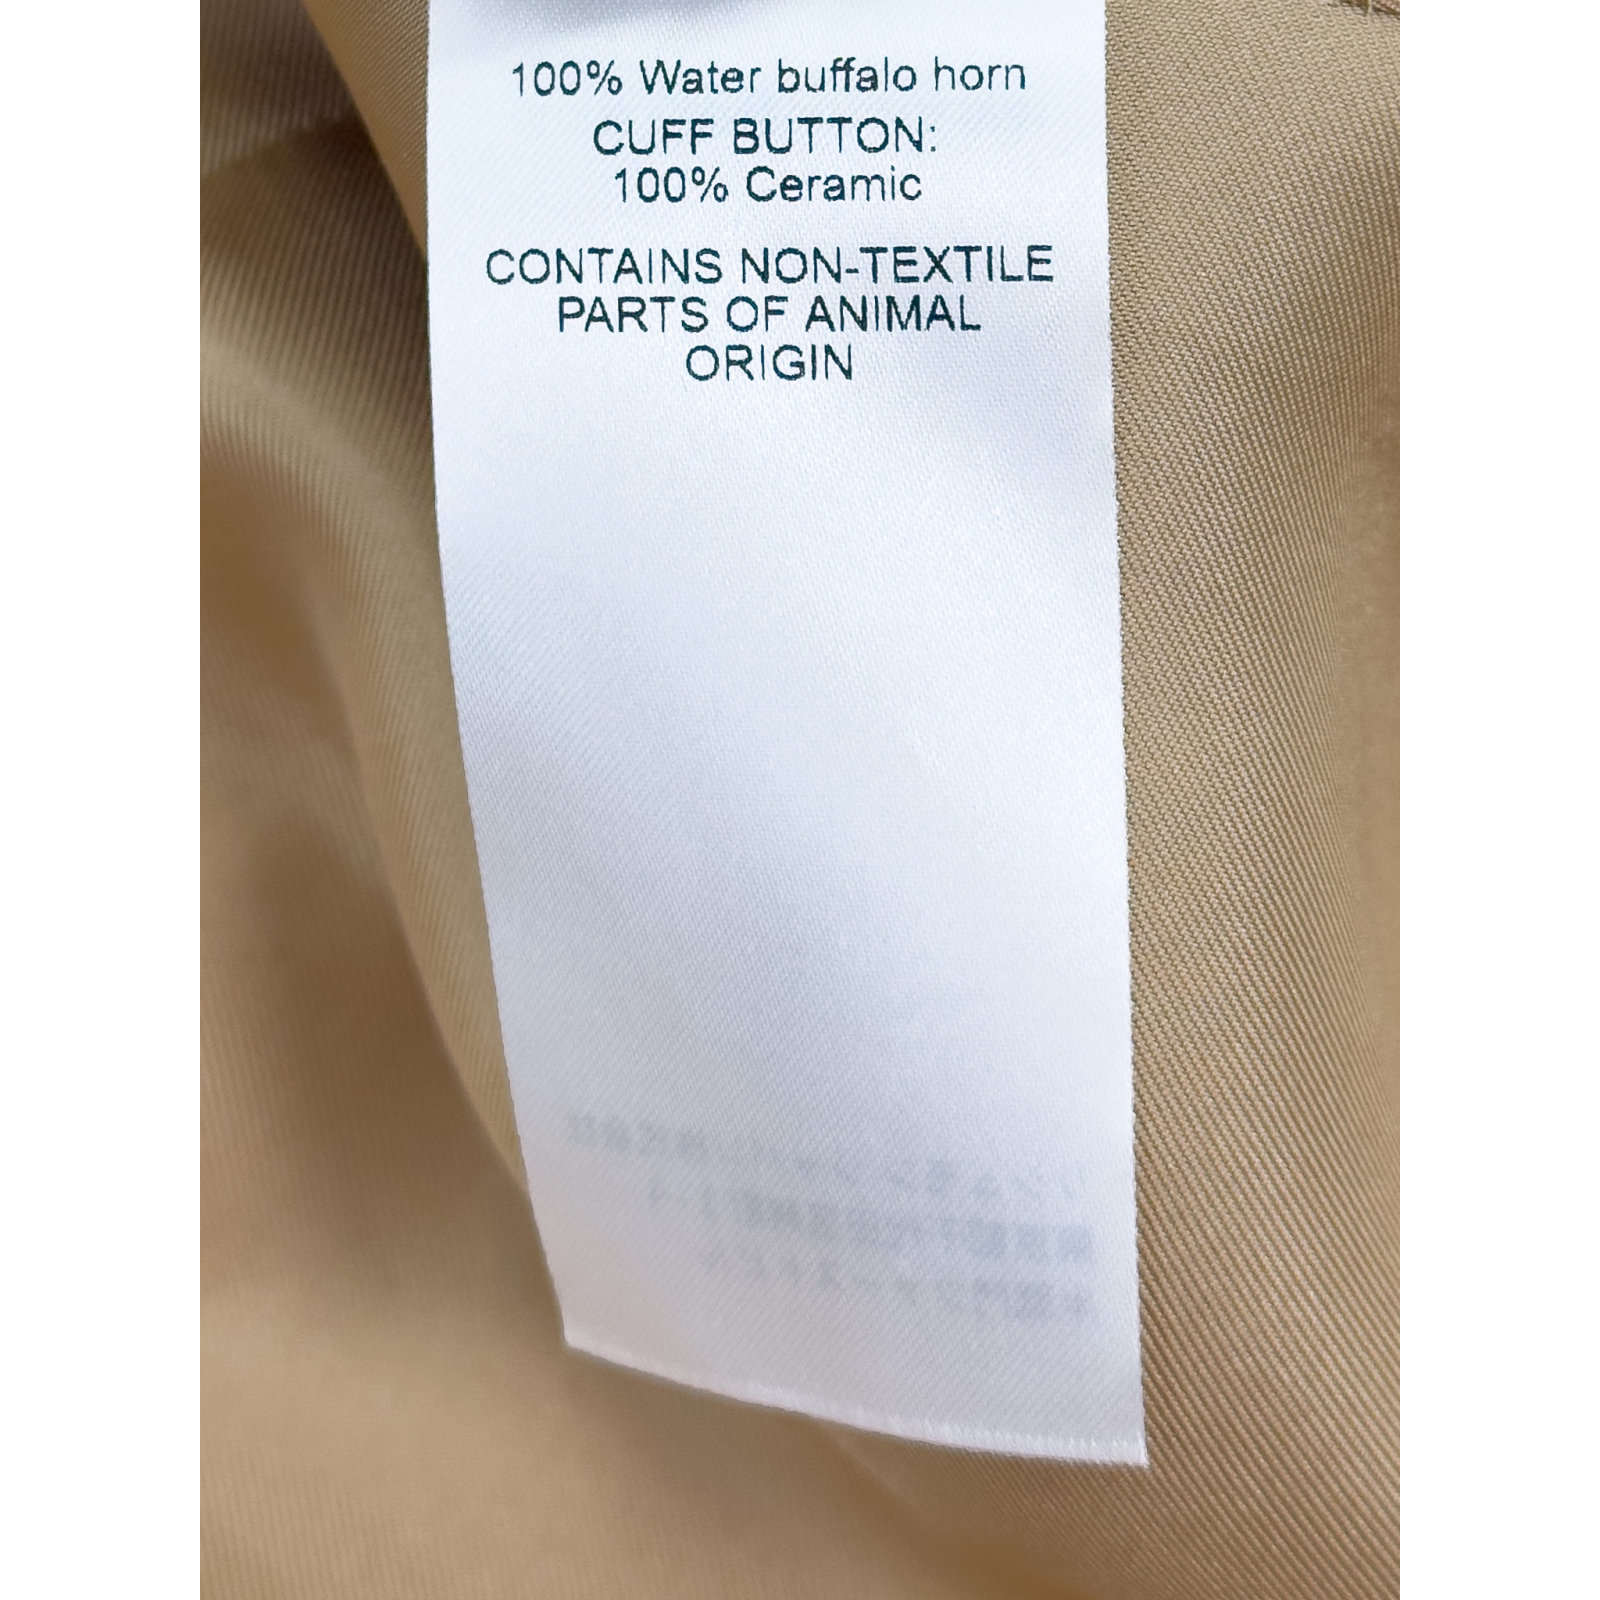 100% Water buffalo horn
CUFF BUTTON:
100% Ceramic
CONTAINS NON-TEXTILE
PARTS OF ANIMAL
ORIGIN